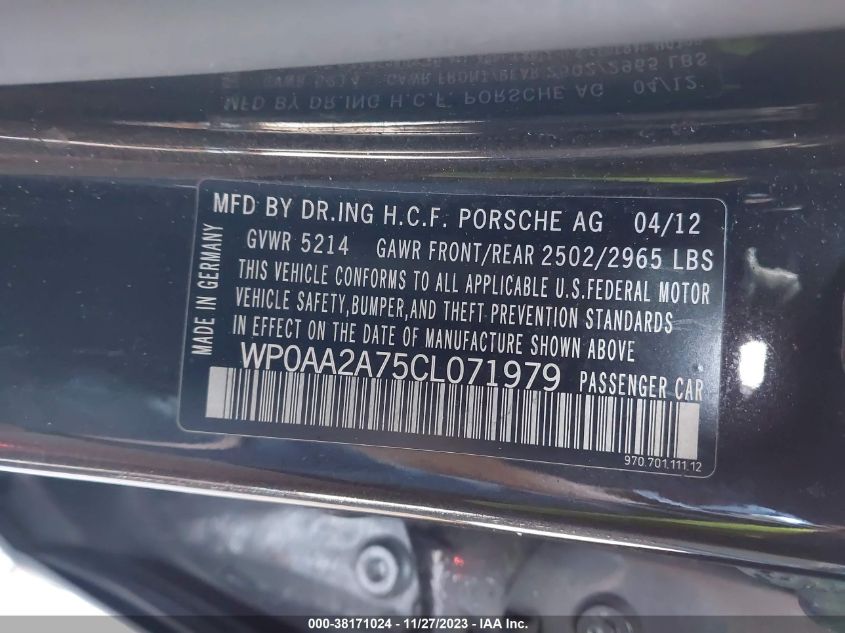 MFD BY DR.ING H.C.F. PORSCHE AG 04/12
GVWR 5214 GAWR FRONT/REAR 2502/2965 LBS
THIS VEHICLE CONFORMS TO ALL APPLICABLE U.S.FEDERAL MOTOR
VEHICLE SAFETY,BUMPER,AND THEFT PREVENTION STANDARDS
IN EFFECT ON THE DATE OF MANUFACTURE SHOWN ABOVE
WP0AA2A75CL071979 PASSENGER CAR
MADE IN GERMANY
970.701.111.12
000-38171024 - 11/27/2023 - IAAI.COM